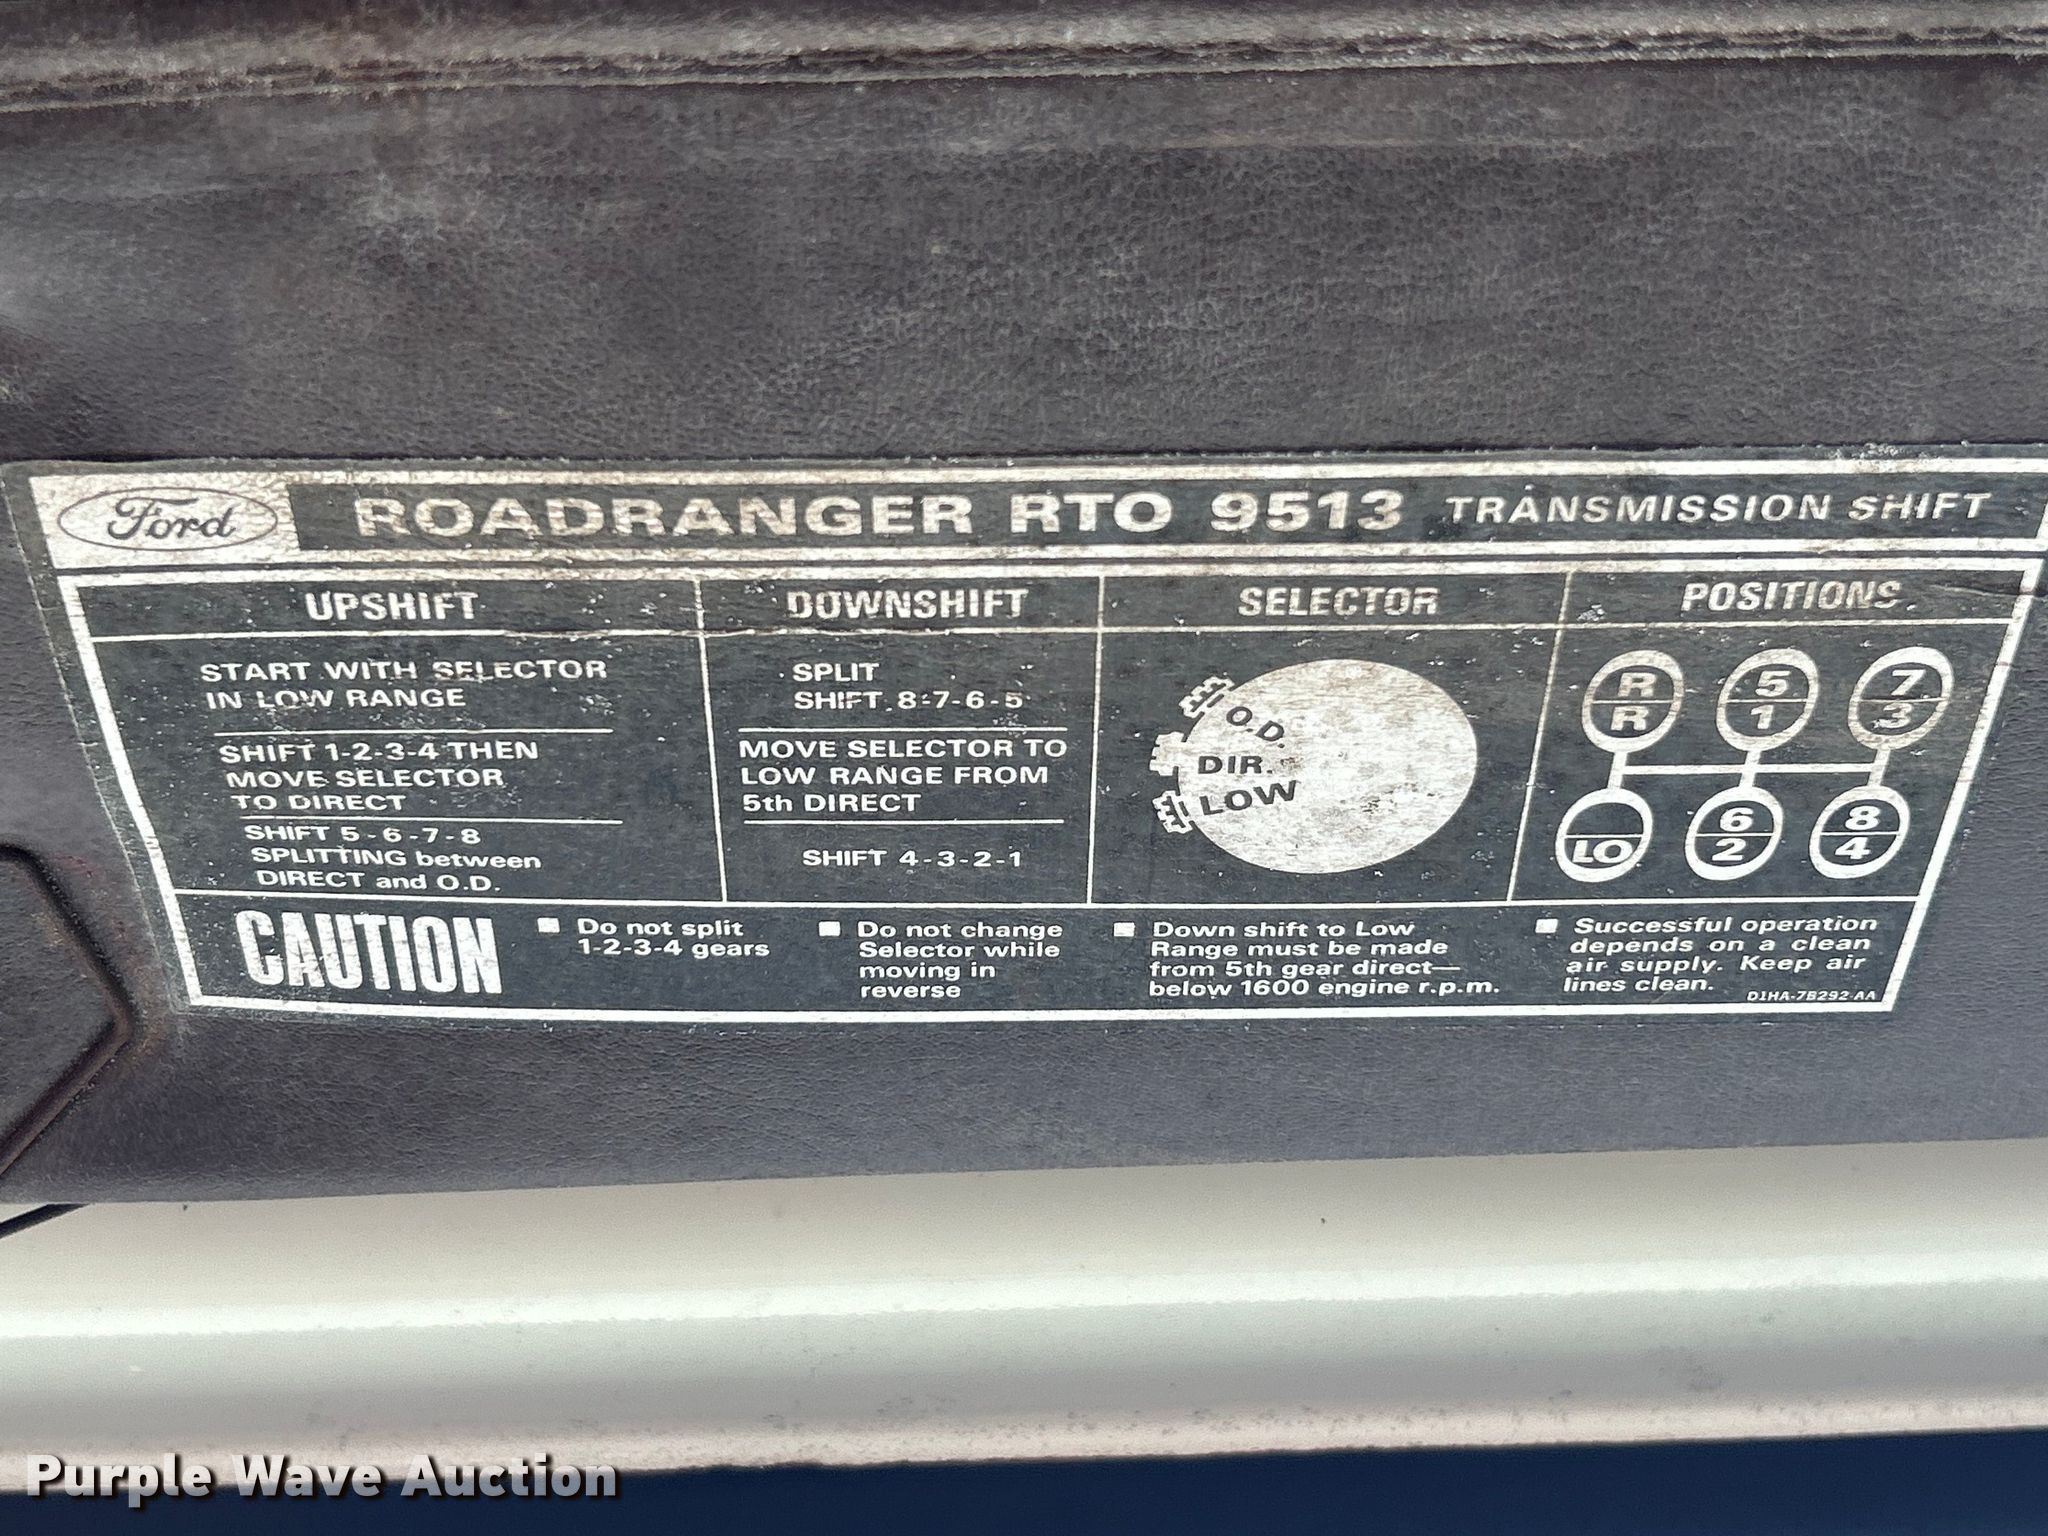 Ford ROADRANGER RTO 9513 TRANSMISSION SHIFT
UPSHIFT
START WITH SELECTOR
IN LOW RANGE
SHIFT 1-2-3-4 THEN
MOVE SELECTOR
TO DIRECT
SHIFT 5-6-7-8
SPLITTING between
DIRECT and O.D.
DOWNSHIFT
SPLIT
SHIFT 8-7-6-5
MOVE SELECTOR TO
LOW RANGE FROM
5th DIRECT
SHIFT 4-3-2-1
SELECTOR
O.D.
DIR.
LOW
POSITIONS
R 5 7
R 1 3
6 8
LO 2 4
CAUTION
Do not split
1-2-3-4 gears
Do not change
Selector while
moving in
reverse
Down shift to Low
Range must be made
from 5th gear direct—
below 1600 engine r.p.m.
Successful operation
depends on a clean
air supply. Keep air
lines clean.
D1HA-7B292-AA
Purple Wave Auction